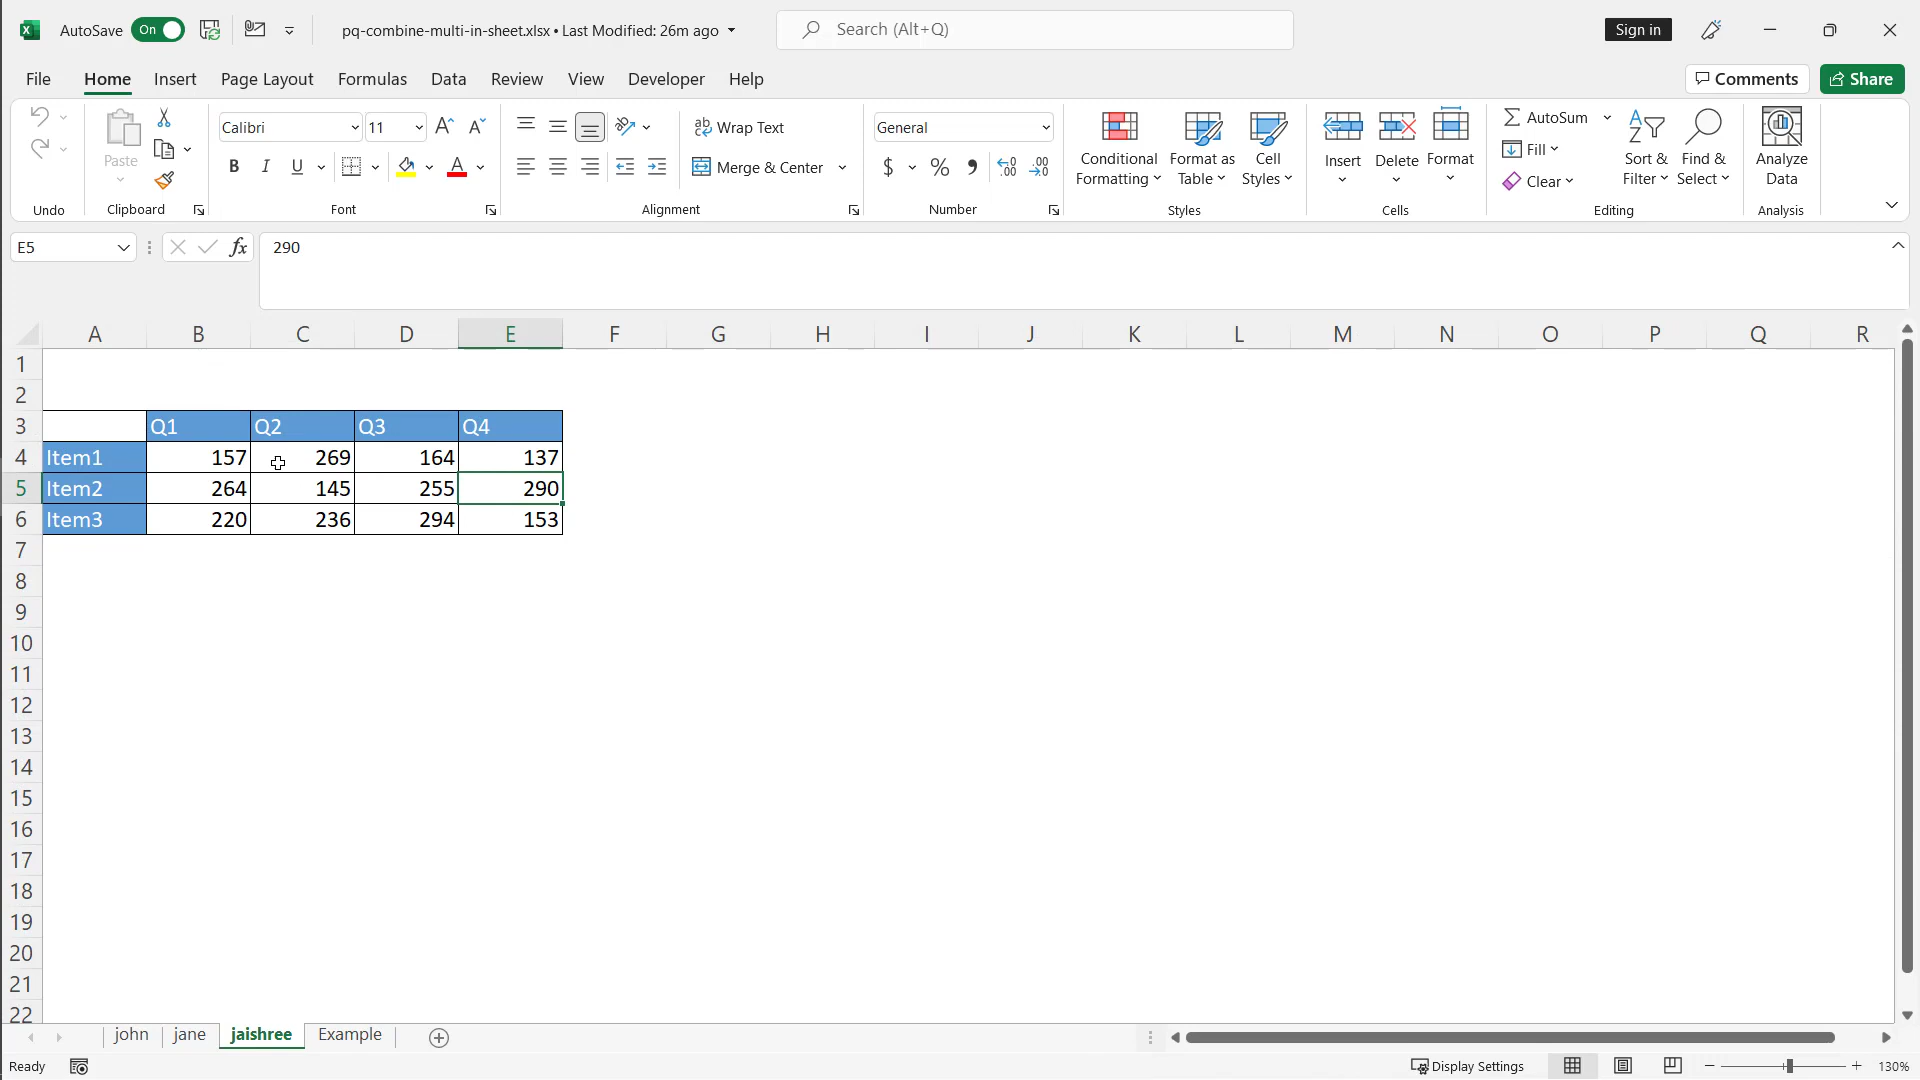 AutoSave On pq-combine-multi-in-sheet.xlsx • Last Modified: 26m ago Search (Alt+Q) Sign in
File Home Insert Page Layout Formulas Data Review View Developer Help Comments Share
Calibri 11 Wrap Text General AutoSum
Paste Conditional Format as Cell Insert Delete Format Fill Sort & Find & Analyze
B I U A Merge & Center $ % Formatting Table Styles Clear Filter Select Data
Undo Clipboard Font Alignment Number Styles Cells Editing Analysis
E5 fx 290
A B C D E F G H I J K L M N O P Q R
1
2
3 Q1 Q2 Q3 Q4
4 Item1 157 269 164 137
5 Item2 264 145 255 290
6 Item3 220 236 294 153
7
8
9
10
11
12
13
14
15
16
17
18
19
20
21
22
john jane jaishree Example
Ready Display Settings 130%